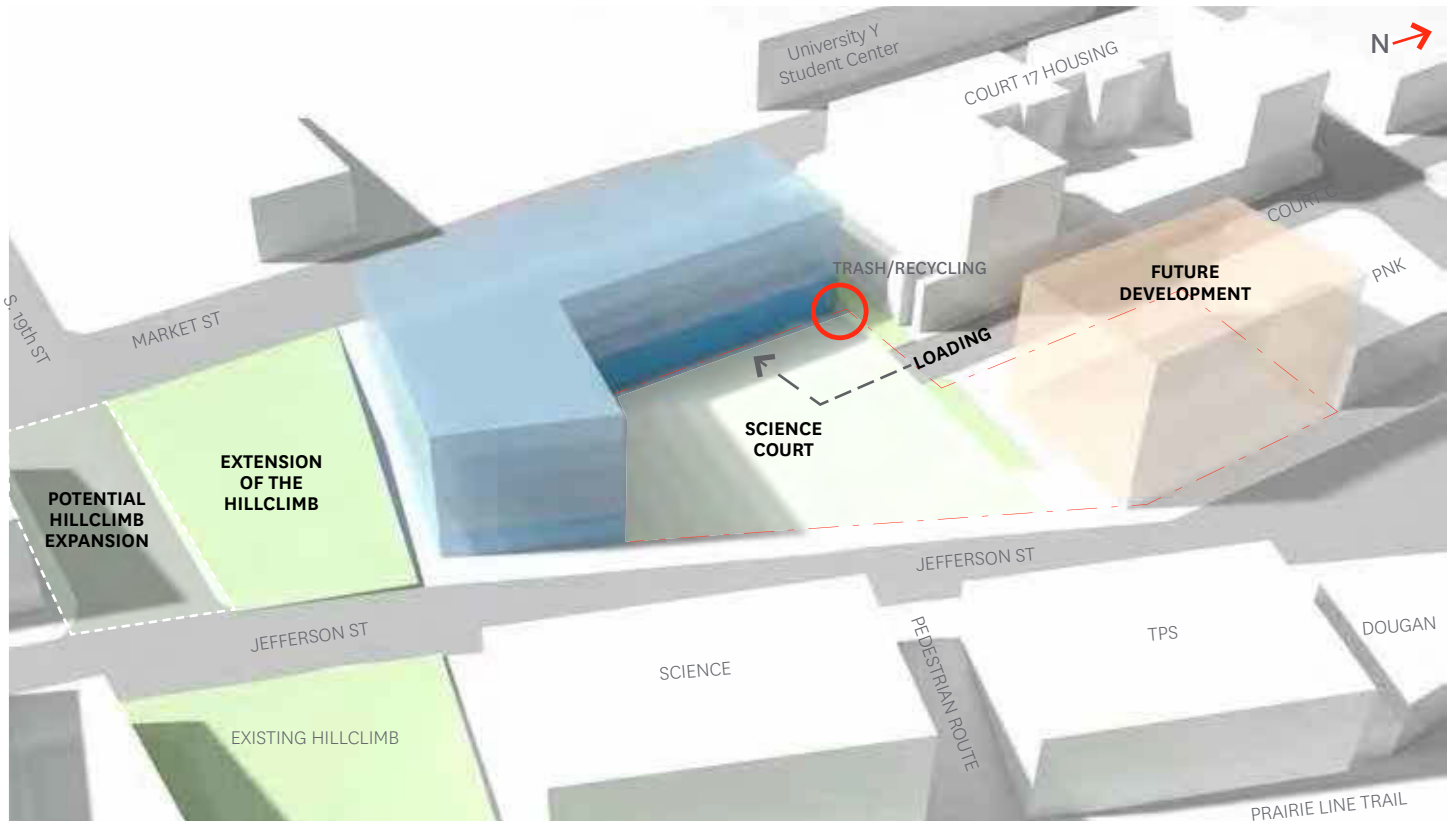 University Y
Student Center
N
COURT 17 HOUSING
COURT C
PNK
TRASH/RECYCLING
FUTURE
DEVELOPMENT
S. 19th ST
MARKET ST
LOADING
SCIENCE
COURT
EXTENSION
OF THE
HILLCLIMB
POTENTIAL
HILLCLIMB
EXPANSION
JEFFERSON ST
JEFFERSON ST
PEDESTRIAN ROUTE
TPS
DOUGAN
SCIENCE
EXISTING HILLCLIMB
PRAIRIE LINE TRAIL